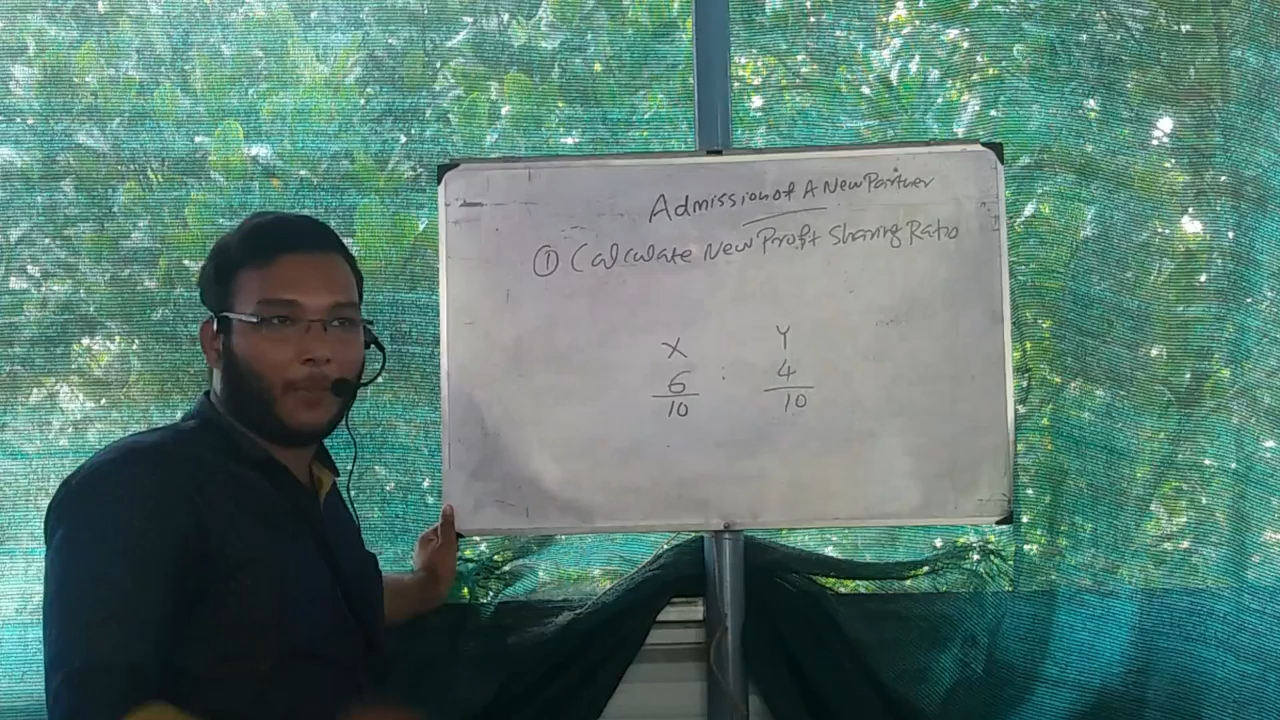 Admission of A New Partner
① Calculate New Profit Sharing Ratio
X Y
6 : 4
10 10